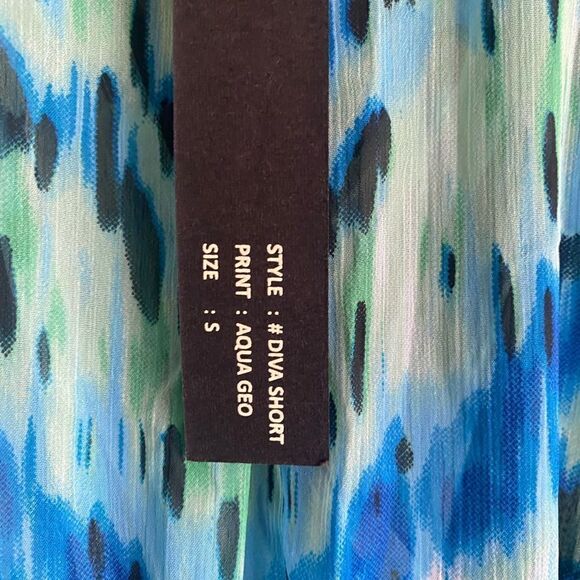 STYLE : # DIVA SHORT
PRINT : AQUA GEO
SIZE : S